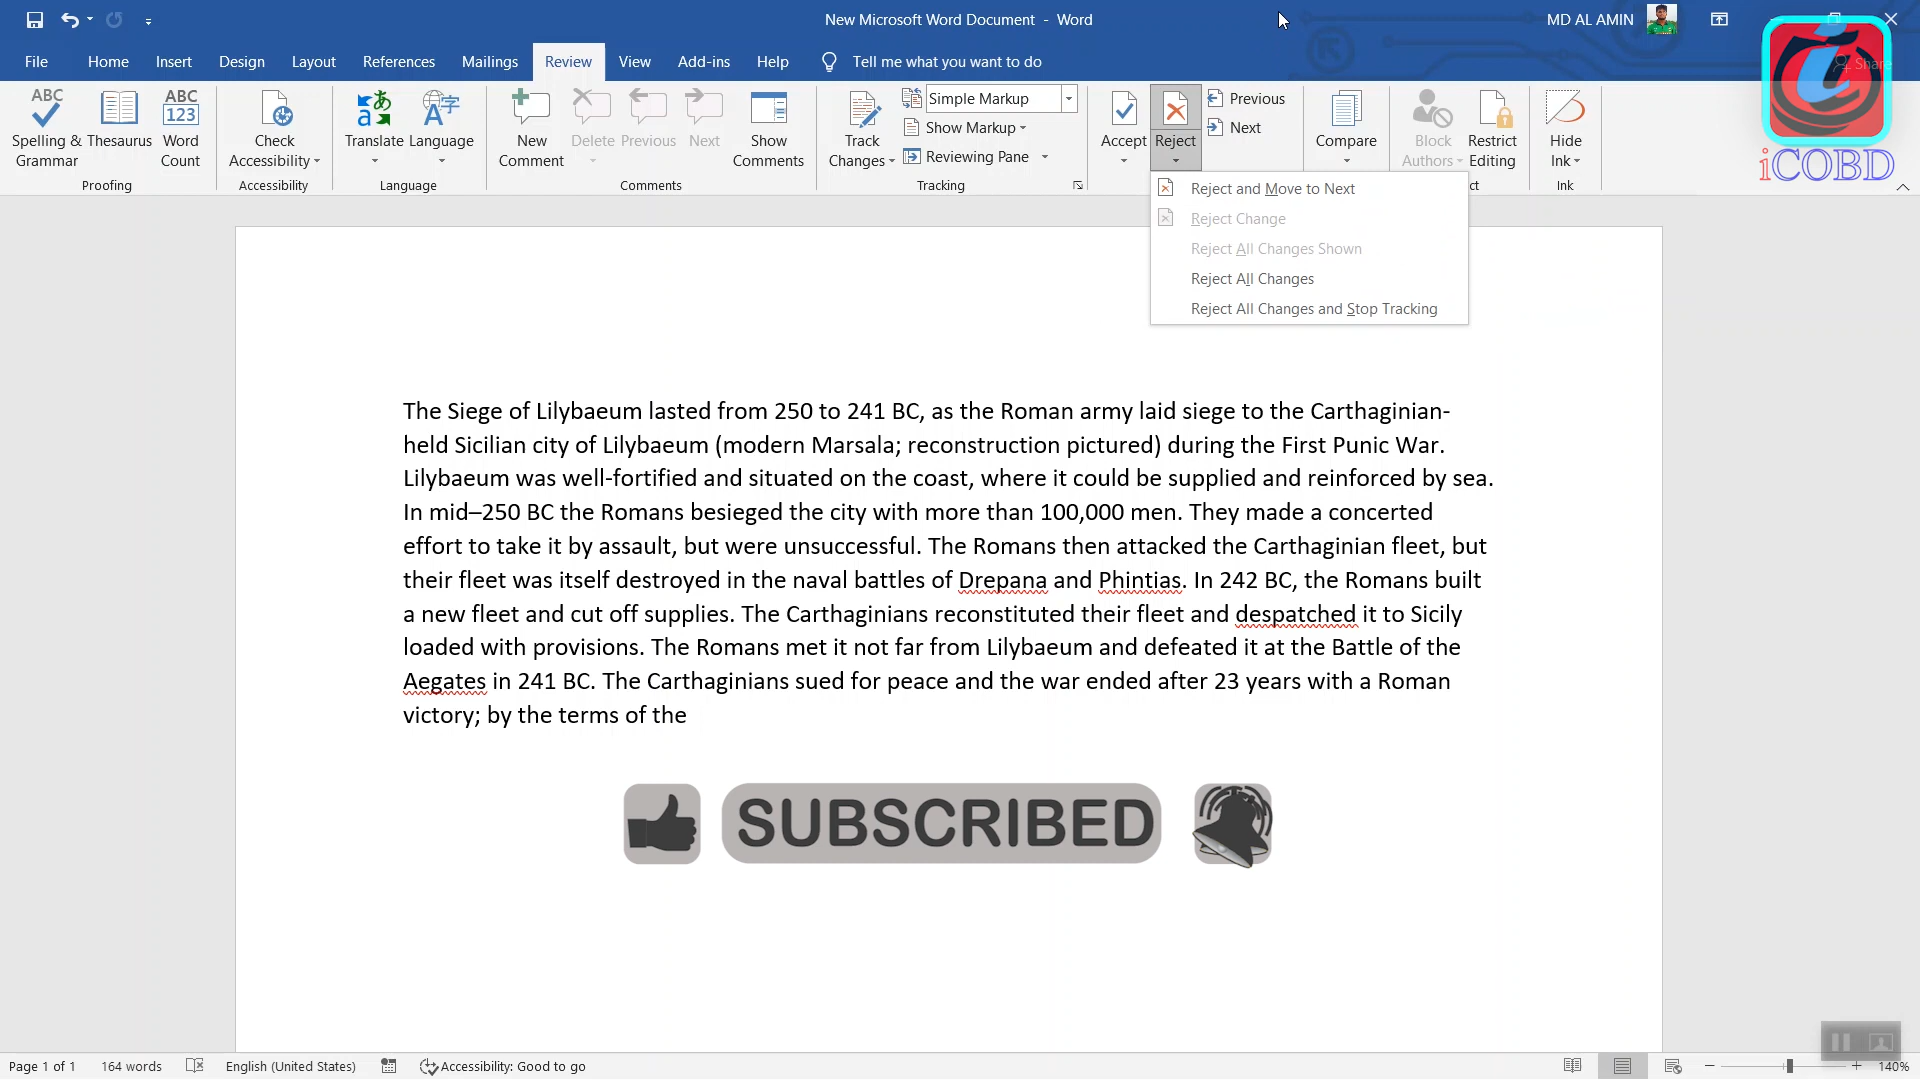 New Microsoft Word Document - Word
MD AL AMIN
File Home Insert Design Layout References Mailings Review View Add-ins Help Tell me what you want to do
Share
ABC
Spelling &
Grammar
Thesaurus
ABC
123
Word
Count
Proofing
Check
Accessibility
Accessibility
Translate
Language
Language
New
Comment
Delete
Previous
Next
Show
Comments
Comments
Track
Changes
Simple Markup
Show Markup
Reviewing Pane
Tracking
Accept
Reject
Previous
Next
Compare
Block
Authors
Restrict
Editing
ct
Hide
Ink
Ink
iCOBD
Reject and Move to Next
Reject Change
Reject All Changes Shown
Reject All Changes
Reject All Changes and Stop Tracking
The Siege of Lilybaeum lasted from 250 to 241 BC, as the Roman army laid siege to the Carthaginian-
held Sicilian city of Lilybaeum (modern Marsala; reconstruction pictured) during the First Punic War.
Lilybaeum was well-fortified and situated on the coast, where it could be supplied and reinforced by sea.
In mid–250 BC the Romans besieged the city with more than 100,000 men. They made a concerted
effort to take it by assault, but were unsuccessful. The Romans then attacked the Carthaginian fleet, but
their fleet was itself destroyed in the naval battles of Drepana and Phintias. In 242 BC, the Romans built
a new fleet and cut off supplies. The Carthaginians reconstituted their fleet and despatched it to Sicily
loaded with provisions. The Romans met it not far from Lilybaeum and defeated it at the Battle of the
Aegates in 241 BC. The Carthaginians sued for peace and the war ended after 23 years with a Roman
victory; by the terms of the
SUBSCRIBED
Page 1 of 1 164 words English (United States) Accessibility: Good to go 140%